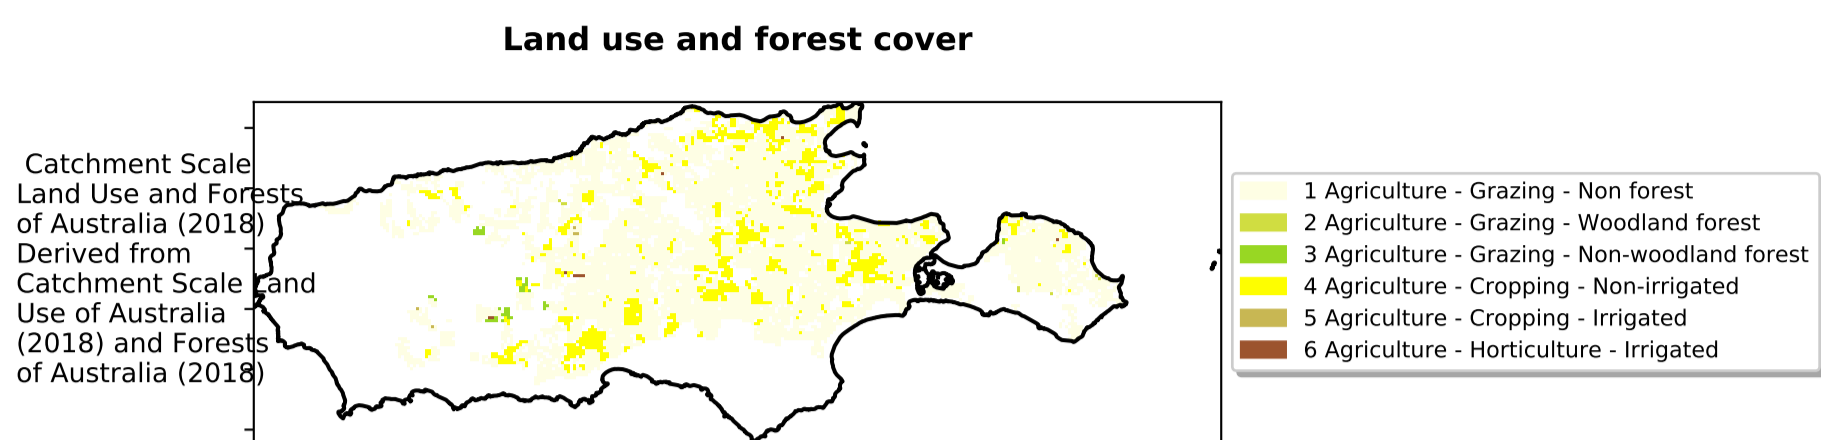 Land use and forest cover
Catchment Scale
Land Use and Forests
of Australia (2018)
Derived from
Catchment Scale Land
Use of Australia
(2018) and Forests
of Australia (2018)
1 Agriculture - Grazing - Non forest
2 Agriculture - Grazing - Woodland forest
3 Agriculture - Grazing - Non-woodland forest
4 Agriculture - Cropping - Non-irrigated
5 Agriculture - Cropping - Irrigated
6 Agriculture - Horticulture - Irrigated